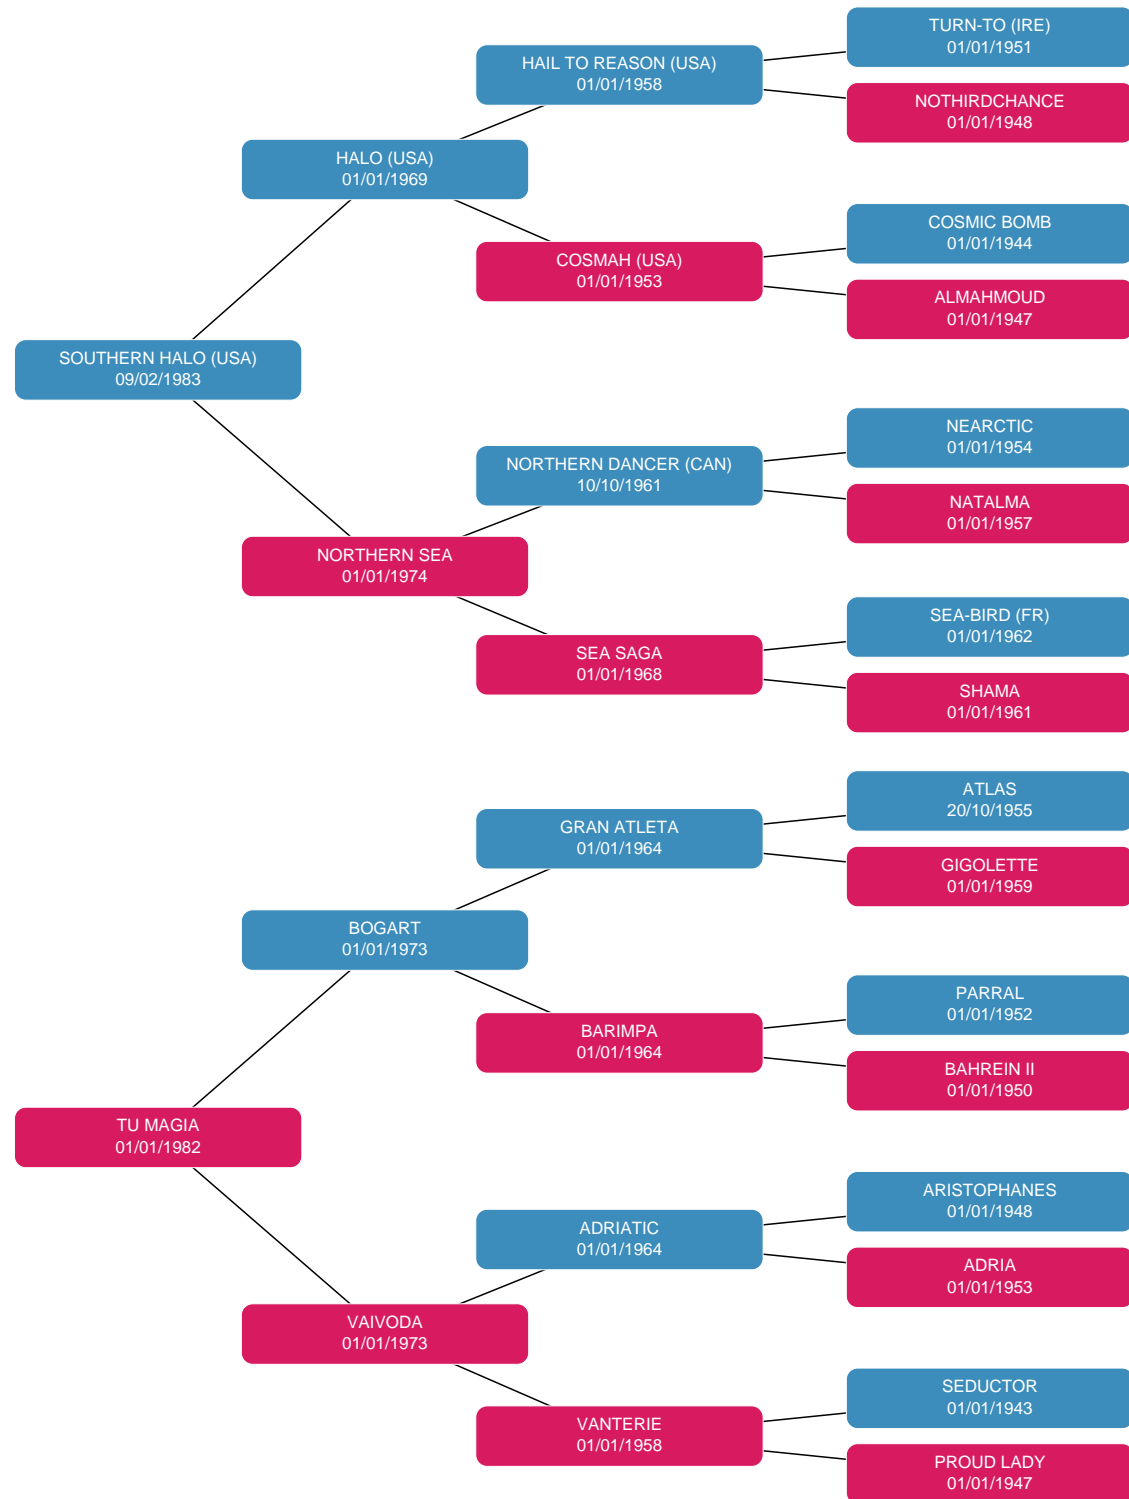 TURN-TO (IRE)
01/01/1951
HAIL TO REASON (USA)
01/01/1958
NOTHIRDCHANCE
01/01/1948
HALO (USA)
01/01/1969
COSMIC BOMB
01/01/1944
COSMAH (USA)
01/01/1953
ALMAHMOUD
01/01/1947
SOUTHERN HALO (USA)
09/02/1983
NEARCTIC
01/01/1954
NORTHERN DANCER (CAN)
10/10/1961
NATALMA
01/01/1957
NORTHERN SEA
01/01/1974
SEA-BIRD (FR)
01/01/1962
SEA SAGA
01/01/1968
SHAMA
01/01/1961
ATLAS
20/10/1955
GRAN ATLETA
01/01/1964
GIGOLETTE
01/01/1959
BOGART
01/01/1973
PARRAL
01/01/1952
BARIMPA
01/01/1964
BAHREIN II
01/01/1950
TU MAGIA
01/01/1982
ARISTOPHANES
01/01/1948
ADRIATIC
01/01/1964
ADRIA
01/01/1953
VAIVODA
01/01/1973
SEDUCTOR
01/01/1943
VANTERIE
01/01/1958
PROUD LADY
01/01/1947